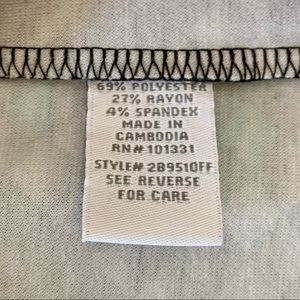 69% POLYESTER
27% RAYON
4% SPANDEX
MADE IN
CAMBODIA
RN# 101331
STYLE# 2B9510FF
SEE REVERSE
FOR CARE